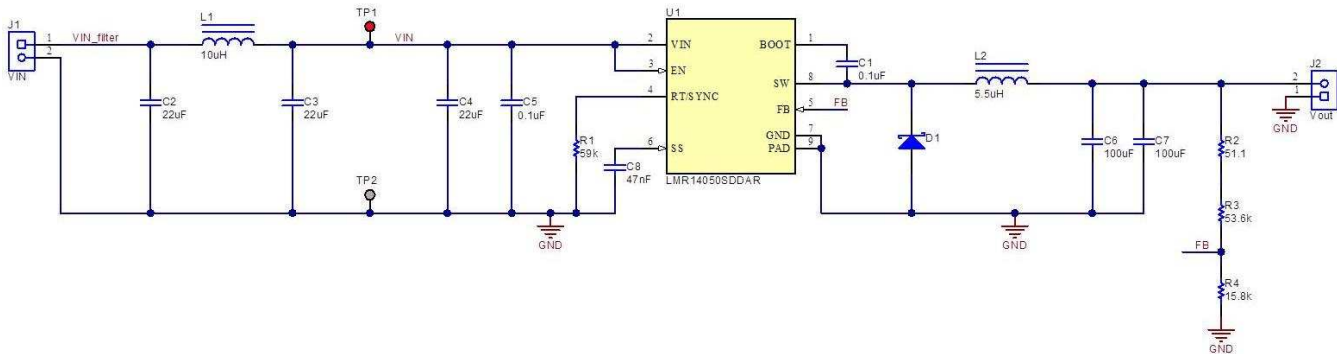 J1
1
2
VIN
VIN_filter
L1
10uH
C2
22uF
C3
22uF
TP1
TP2
VIN
C4
22uF
C5
0.1uF
GND
R1
59k
C8
47nF
U1
2
VIN
3
EN
4
RT/SYNC
6
SS
BOOT
1
SW
8
FB
5
GND
7
PAD
9
LMR14050SDDAR
C1
0.1uF
FB
D1
L2
5.5uH
GND
C6
100uF
C7
100uF
R2
51.1
R3
53.6k
FB
R4
15.8k
GND
J2
2
1
Vout
GND